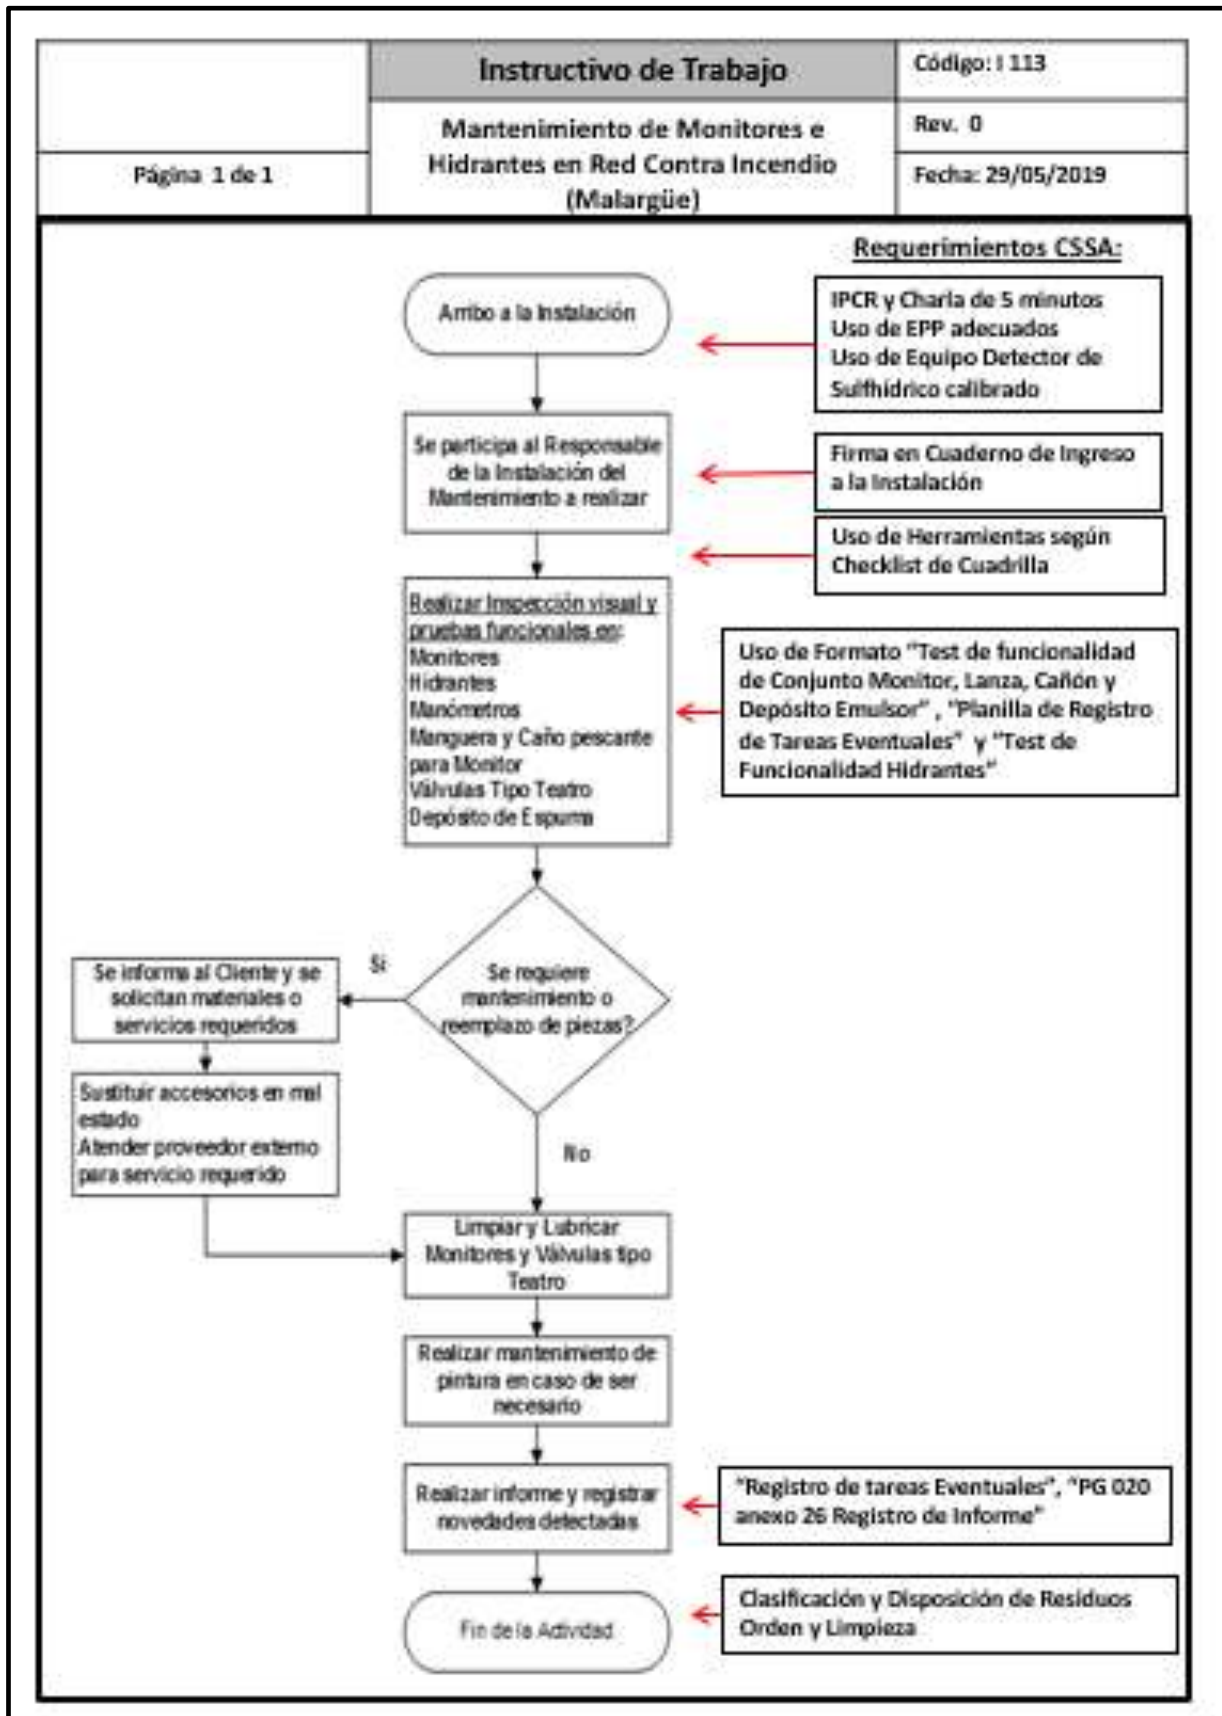 Instructivo de Trabajo
Código: I 113
Mantenimiento de Monitores e
Hidrantes en Red Contra Incendio
(Malargüe)
Rev. 0
Página 1 de 1
Fecha: 29/05/2019
Requerimientos CSSA:
Arribo a la Instalación
IPCR y Charla de 5 minutos
Uso de EPP adecuados
Uso de Equipo Detector de
Sulfhídrico calibrado
Se participa al Responsable
de la Instalación del
Mantenimiento a realizar
Firma en Cuaderno de Ingreso
a la Instalación
Uso de Herramientas según
Checklist de Cuadrilla
Realizar Inspección visual y
pruebas funcionales en:
Monitores
Hidrantes
Manómetros
Manguera y Caño pescante
para Monitor
Válvulas Tipo Teatro
Depósito de Espuma
Uso de Formato "Test de funcionalidad
de Conjunto Monitor, Lanza, Cañón y
Depósito Emulsor" , "Planilla de Registro
de Tareas Eventuales" y "Test de
Funcionalidad Hidrantes"
Se requiere
mantenimiento o
reemplazo de piezas?
Si
Se informa al Cliente y se
solicitan materiales o
servicios requeridos
Sustituir accesorios en mal
estado
Atender proveedor externo
para servicio requerido
No
Limpiar y Lubricar
Monitores y Válvulas tipo
Teatro
Realizar mantenimiento de
pintura en caso de ser
necesario
Realizar informe y registrar
novedades detectadas
"Registro de tareas Eventuales", "PG 020
anexo 26 Registro de Informe"
Fin de la Actividad
Clasificación y Disposición de Residuos
Orden y Limpieza